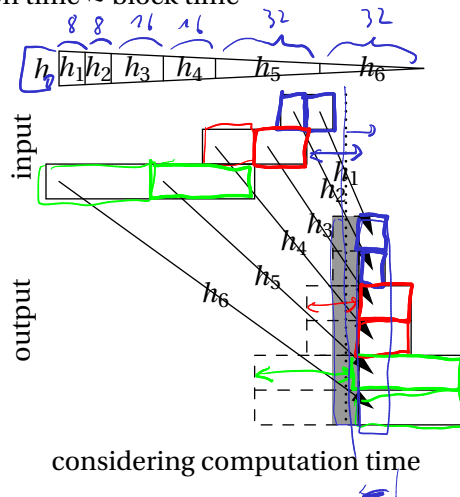 n time ≈ block time
8 8 16 16 32 32
h h₁ h₂ h₃ h₄ h₅ h₆
input
h₁
h₂
h₃
h₄
h₅
h₆
output
considering computation time